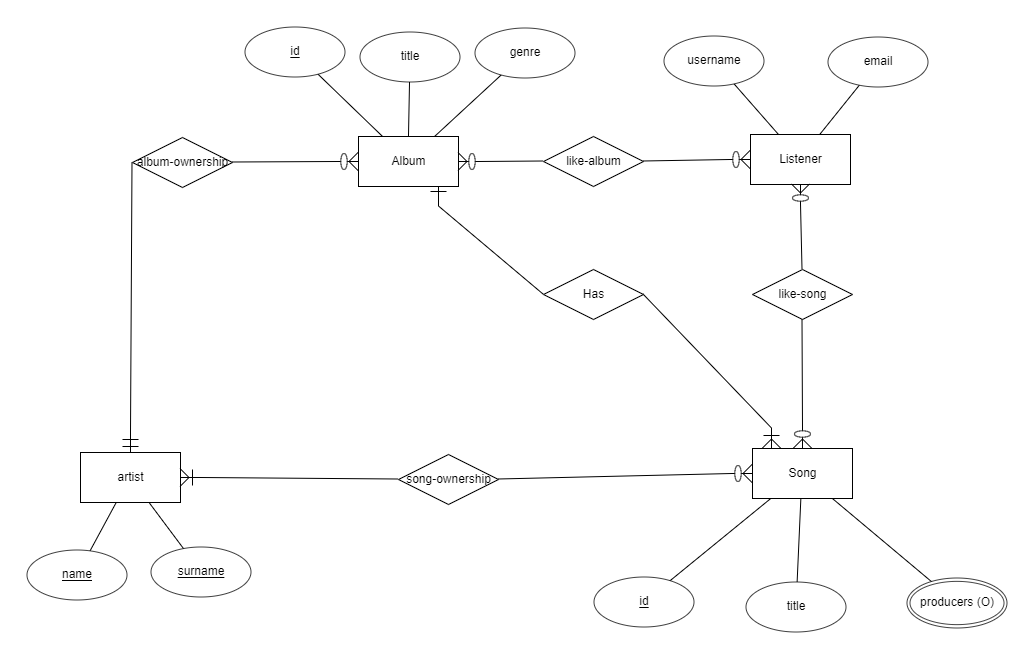 id
title
genre
username
email
album-ownership
Album
like-album
Listener
Has
like-song
artist
song-ownership
Song
name
surname
id
title
producers (O)